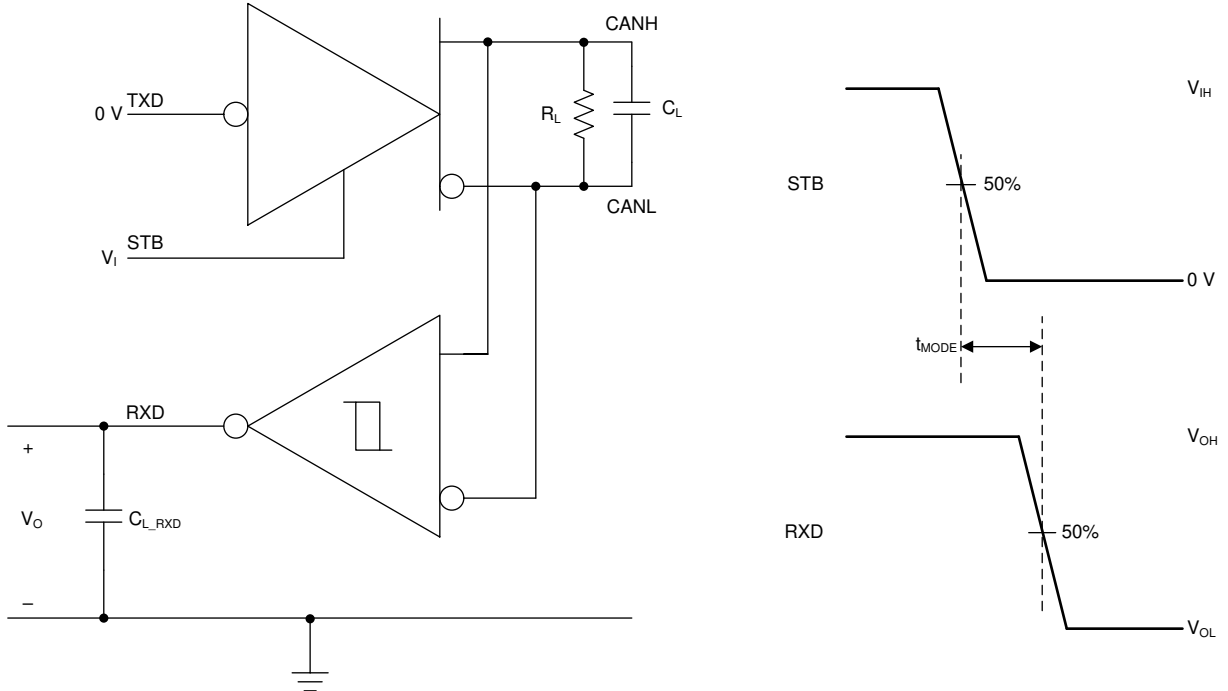 CANH
TXD
0 V
R_L
C_L
CANL
STB
V_I
RXD
+
V_O
C_L_RXD
–
V_IH
STB
50%
0 V
t_MODE
V_OH
RXD
50%
V_OL